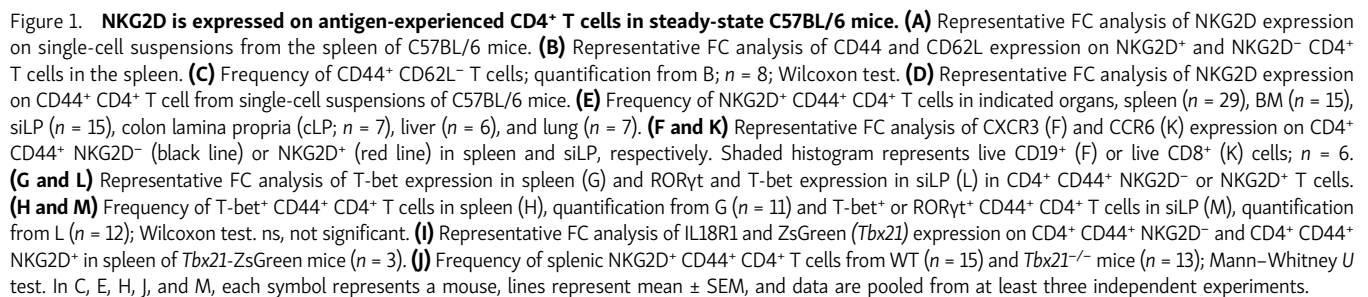 Figure 1. NKG2D is expressed on antigen-experienced CD4⁺ T cells in steady-state C57BL/6 mice. (A) Representative FC analysis of NKG2D expression
on single-cell suspensions from the spleen of C57BL/6 mice. (B) Representative FC analysis of CD44 and CD62L expression on NKG2D⁺ and NKG2D⁻ CD4⁺
T cells in the spleen. (C) Frequency of CD44⁺ CD62L⁻ T cells; quantification from B; n = 8; Wilcoxon test. (D) Representative FC analysis of NKG2D expression
on CD44⁺ CD4⁺ T cell from single-cell suspensions of C57BL/6 mice. (E) Frequency of NKG2D⁺ CD44⁺ CD4⁺ T cells in indicated organs, spleen (n = 29), BM (n = 15),
siLP (n = 15), colon lamina propria (cLP; n = 7), liver (n = 6), and lung (n = 7). (F and K) Representative FC analysis of CXCR3 (F) and CCR6 (K) expression on CD4⁺
CD44⁺ NKG2D⁻ (black line) or NKG2D⁺ (red line) in spleen and siLP, respectively. Shaded histogram represents live CD19⁺ (F) or live CD8⁺ (K) cells; n = 6.
(G and L) Representative FC analysis of T-bet expression in spleen (G) and RORγt and T-bet expression in siLP (L) in CD4⁺ CD44⁺ NKG2D⁻ or NKG2D⁺ T cells.
(H and M) Frequency of T-bet⁺ CD44⁺ CD4⁺ T cells in spleen (H), quantification from G (n = 11) and T-bet⁺ or RORγt⁺ CD44⁺ CD4⁺ T cells in siLP (M), quantification
from L (n = 12); Wilcoxon test. ns, not significant. (I) Representative FC analysis of IL18R1 and ZsGreen (Tbx21) expression on CD4⁺ CD44⁺ NKG2D⁻ and CD4⁺ CD44⁺
NKG2D⁺ in spleen of Tbx21-ZsGreen mice (n = 3). (J) Frequency of splenic NKG2D⁺ CD44⁺ CD4⁺ T cells from WT (n = 15) and Tbx21⁻/⁻ mice (n = 13); Mann–Whitney U
test. In C, E, H, J, and M, each symbol represents a mouse, lines represent mean ± SEM, and data are pooled from at least three independent experiments.